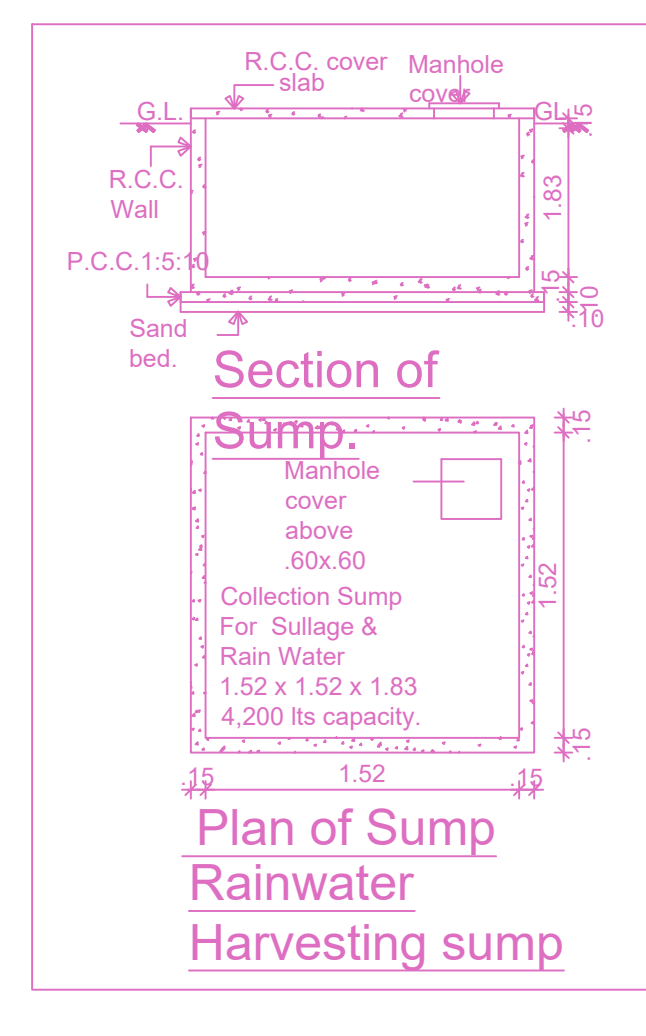 R.C.C. cover
slab
Manhole
cover
G.L.
GL
.15
R.C.C.
Wall
1.83
P.C.C.1:5:10
.15
.10
.10
Sand
bed.
Section of
Sump.
.15
Manhole
cover
above
.60x.60
1.52
Collection Sump
For Sullage &
Rain Water
1.52 x 1.52 x 1.83
4,200 lts capacity.
.15
.15
1.52
.15
Plan of Sump
Rainwater
Harvesting sump